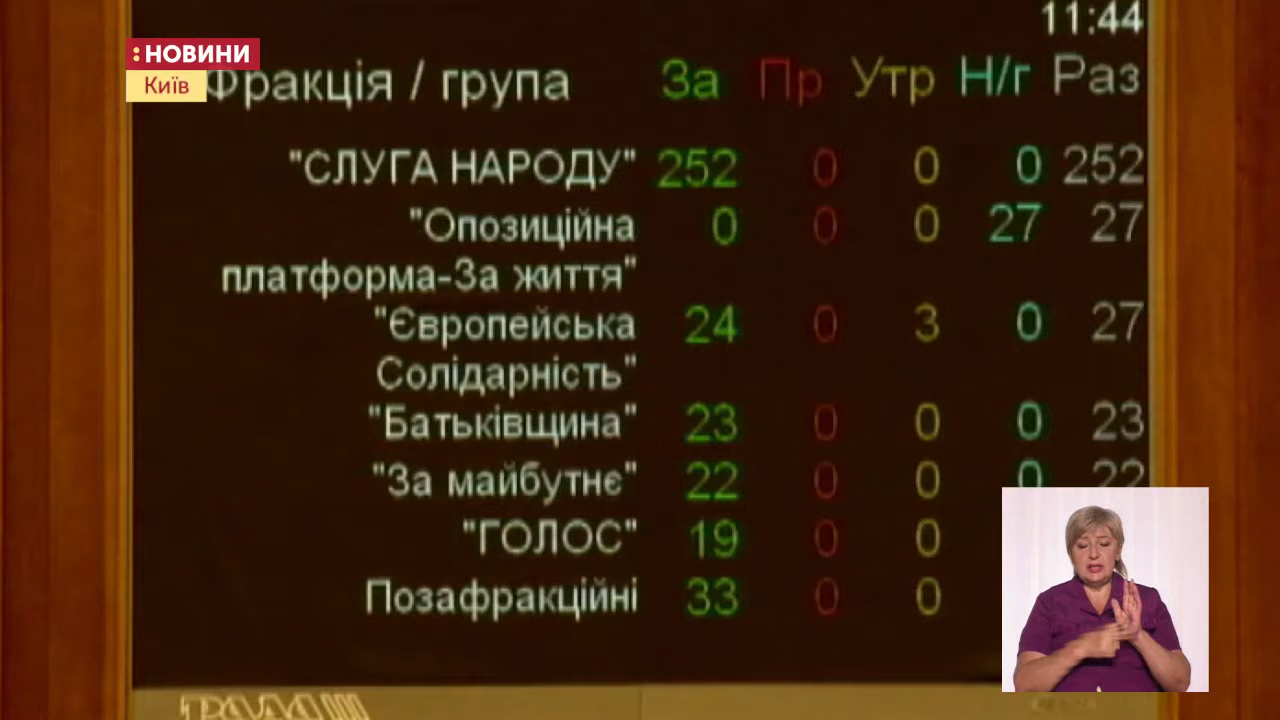 11:44
:НОВИНИ
Київ
Фракція / група За Пр Утр Н/г Раз
"СЛУГА НАРОДУ" 252 0 0 0 252
"Опозиційна 0 0 0 27 27
платформа-За життя"
"Європейська 24 0 3 0 27
Солідарність"
"Батьківщина" 23 0 0 0 23
"За майбутнє" 22 0 0 0 22
"ГОЛОС" 19 0 0
Позафракційні 33 0 0